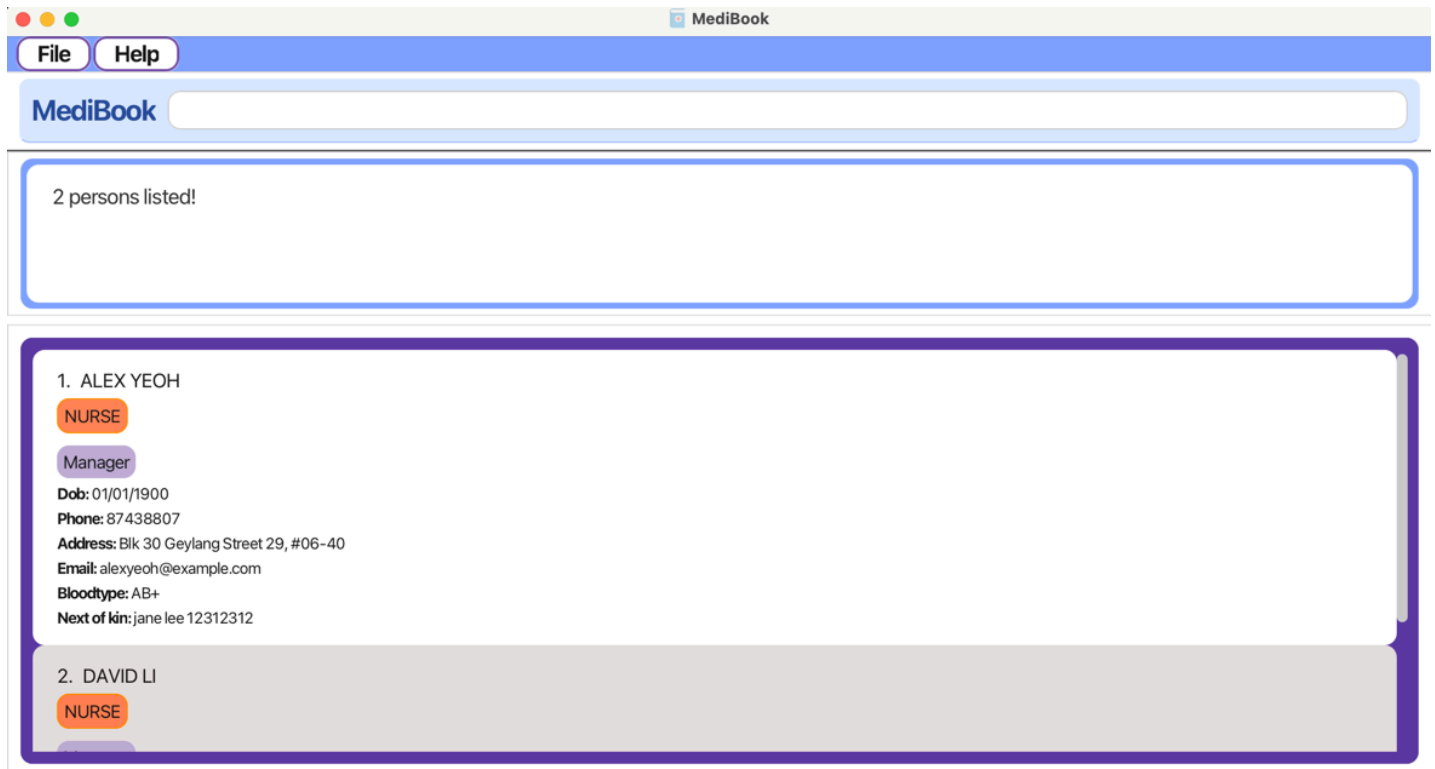 MediBook
File Help
MediBook
2 persons listed!
1. ALEX YEOH
NURSE
Manager
Dob: 01/01/1900
Phone: 87438807
Address: Blk 30 Geylang Street 29, #06-40
Email: alexyeoh@example.com
Bloodtype: AB+
Next of kin: jane lee 12312312
2. DAVID LI
NURSE